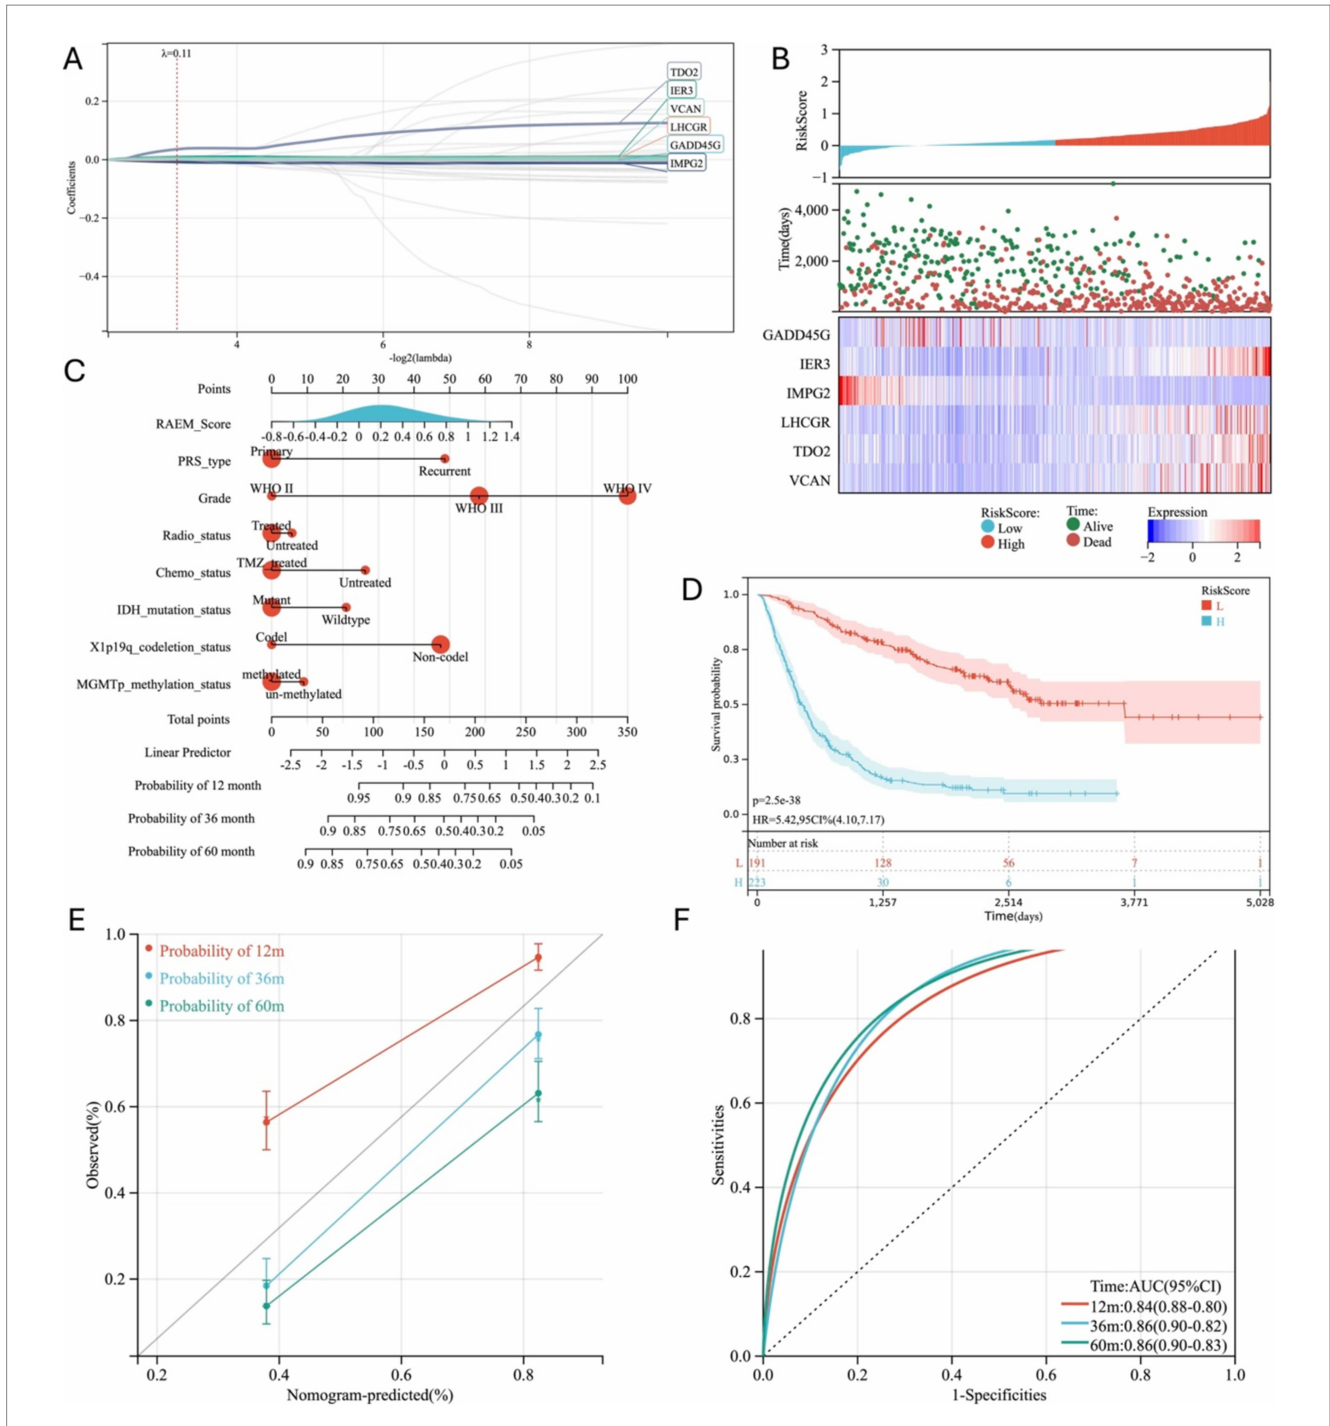 A
λ=0.11
0.2
0.0
−0.2
−0.4
Coefficients
4
6
8
-log2(lambda)
TDO2
IER3
VCAN
LHCGR
GADD45G
IMPG2
B
3
2
1
0
−1
RiskScore
4,000
2,000
Time(days)
GADD45G
IER3
IMPG2
LHCGR
TDO2
VCAN
RiskScore:
Low
High
Time:
Alive
Dead
Expression
−2 0 2
C
Points
0 10 20 30 40 50 60 70 80 90 100
RAEM_Score
-0.8-0.6-0.4-0.2 0 0.2 0.4 0.6 0.8 1 1.2 1.4
PRS_type
Primary
Recurrent
Grade
WHO II
WHO III
WHO IV
Radio_status
Treated
Untreated
Chemo_status
TMZ_treated
Untreated
IDH_mutation_status
Mutant
Wildtype
X1p19q_codeletion_status
Codel
Non-codel
MGMTp_methylation_status
methylated
un-methylated
Total points
0 50 100 150 200 250 300 350
Linear Predictor
-2.5 -2 -1.5 -1 -0.5 0 0.5 1 1.5 2 2.5
Probability of 12 month
0.95 0.9 0.85 0.75 0.65 0.5 0.4 0.3 0.2 0.1
Probability of 36 month
0.9 0.85 0.75 0.65 0.5 0.4 0.3 0.2 0.05
Probability of 60 month
0.9 0.85 0.75 0.65 0.5 0.4 0.3 0.2 0.05
D
1.0
0.8
0.5
0.3
0.0
Survival probability
RiskScore
L
H
p=2.5e-38
HR=5.42,95CI%(4.10,7.17)
Number at risk
L 191 128 56 7 1
H 223 30 6 1 1
0 1,257 2,514 3,771 5,028
Time(days)
E
1.0
0.8
0.6
0.4
0.2
Observed(%)
Probability of 12m
Probability of 36m
Probability of 60m
0.2 0.4 0.6 0.8
Nomogram-predicted(%)
F
0.8
0.6
0.4
0.2
0.0
Sensitivities
Time:AUC(95%CI)
12m:0.84(0.88-0.80)
36m:0.86(0.90-0.82)
60m:0.86(0.90-0.83)
0.0 0.2 0.4 0.6 0.8 1.0
1-Specificities